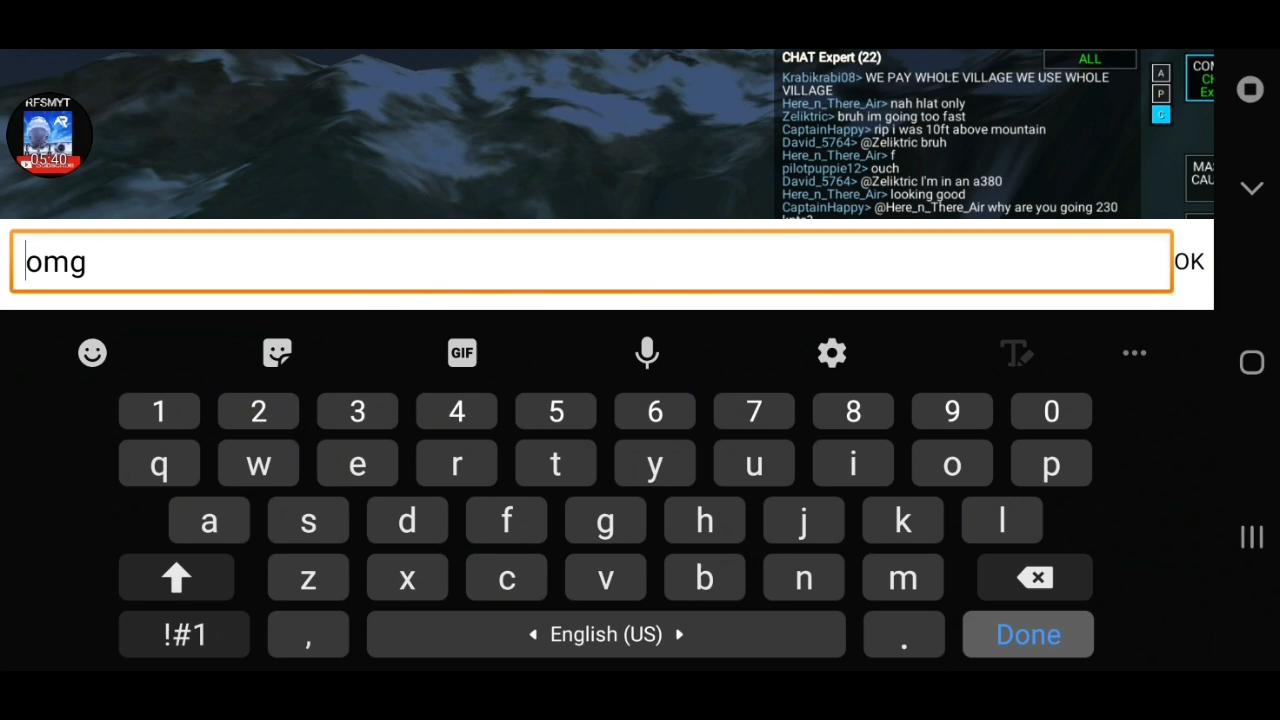 CHAT Expert (22)
ALL
Krabikrabi08> WE PAY WHOLE VILLAGE WE USE WHOLE
VILLAGE
Here_n_There_Air> nah hlat only
Zeliktric> bruh im going too fast
CaptainHappy> rip i was 10ft above mountain
David_5764> @Zeliktric bruh
Here_n_There_Air> f
pilotpuppie12> ouch
David_5764> @Zeliktric I'm in an a380
Here_n_There_Air> looking good
CaptainHappy> @Here_n_There_Air why are you going 230
A
P
C
MA
CAU
RFSMYT
AR
05:40
omg
OK
GIF
1 2 3 4 5 6 7 8 9 0
q w e r t y u i o p
a s d f g h j k l
z x c v b n m
!#1 , English (US) . Done